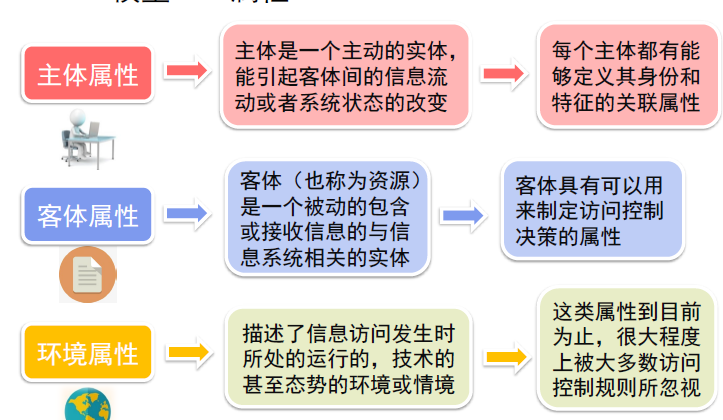 主体属性
主体是一个主动的实体，
能引起客体间的信息流
动或者系统状态的改变
每个主体都有能
够定义其身份和
特征的关联属性
客体属性
客体（也称为资源）
是一个被动的包含
或接收信息的与信
息系统相关的实体
客体具有可以用
来制定访问控制
决策的属性
环境属性
描述了信息访问发生时
所处的运行的，技术的
甚至态势的环境或情境
这类属性到目前
为止，很大程度
上被大多数访问
控制规则所忽视